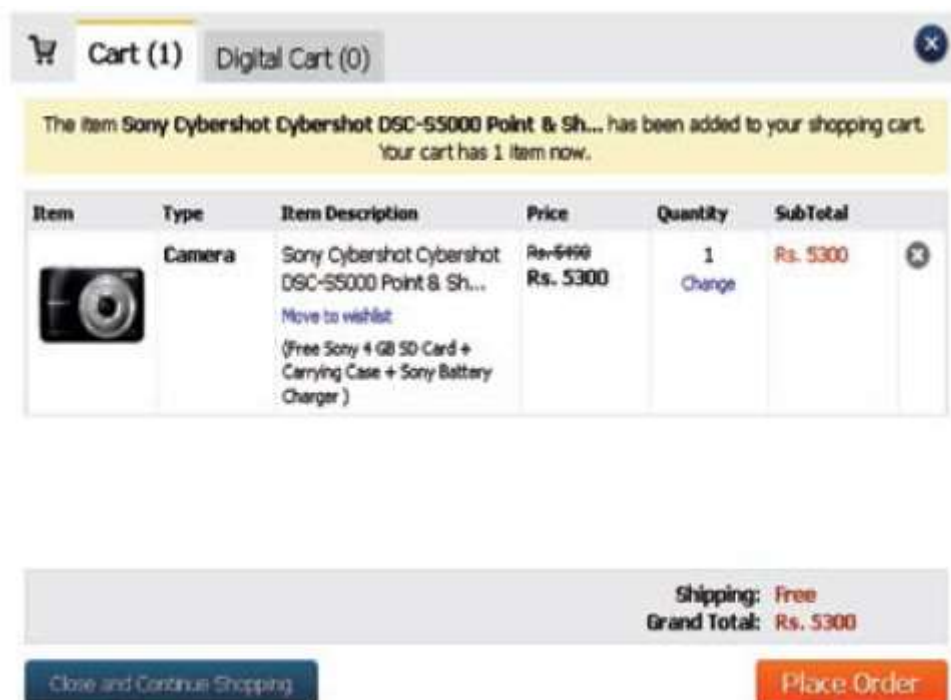 Cart (1) Digital Cart (0)
The item Sony Cybershot Cybershot DSC-S5000 Point & Sh... has been added to your shopping cart.
Your cart has 1 item now.
Item Type Item Description Price Quantity SubTotal
Camera Sony Cybershot Cybershot Rs. 5490 1 Rs. 5300
DSC-S5000 Point & Sh... Rs. 5300 Change
Move to wishlist
(Free Sony 4 GB SD Card +
Carrying Case + Sony Battery
Charger )
Shipping: Free
Grand Total: Rs. 5300
Close and Continue Shopping Place Order